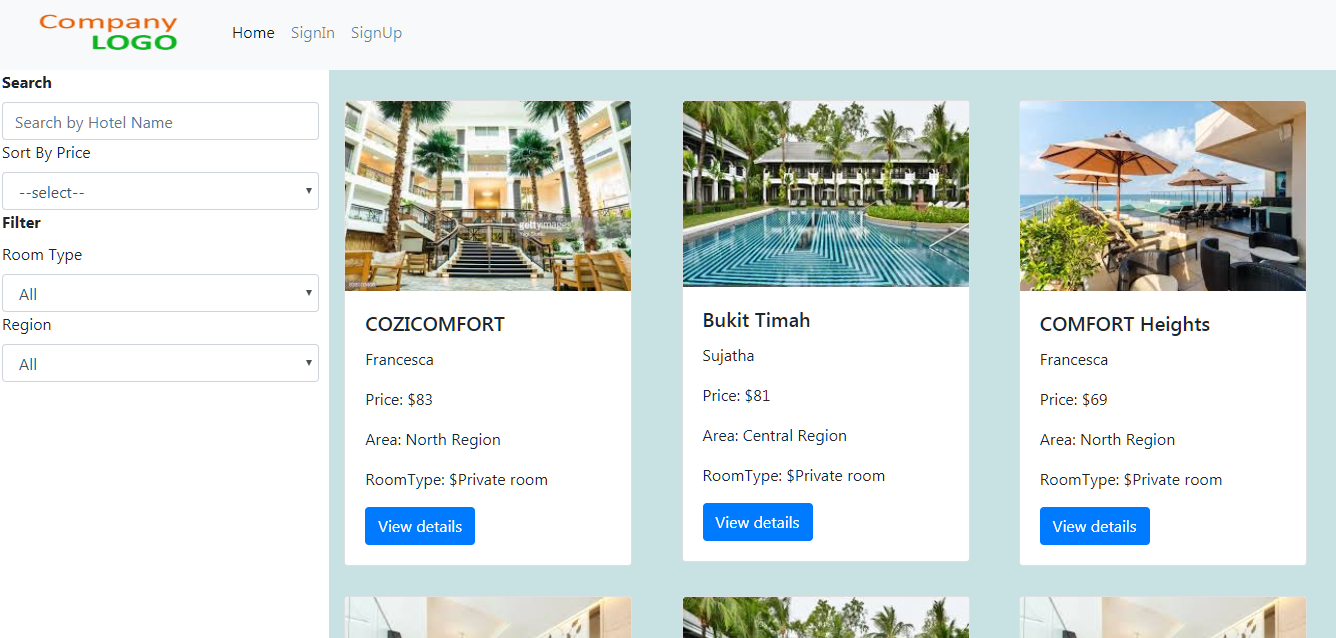 Company
LOGO
Home SignIn SignUp
Search
Search by Hotel Name
Sort By Price
--select--
Filter
Room Type
All
Region
All
COZICOMFORT
Francesca
Price: $83
Area: North Region
RoomType: $Private room
View details
Bukit Timah
Sujatha
Price: $81
Area: Central Region
RoomType: $Private room
View details
COMFORT Heights
Francesca
Price: $69
Area: North Region
RoomType: $Private room
View details